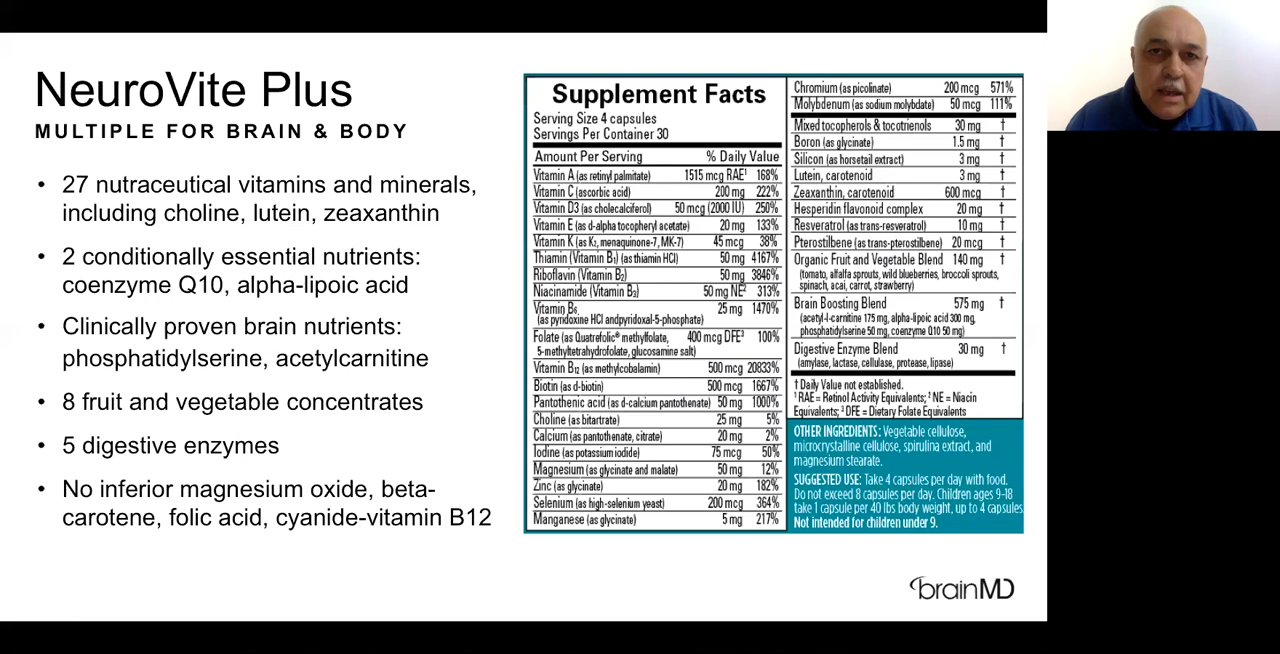 NeuroVite Plus
MULTIPLE FOR BRAIN & BODY
• 27 nutraceutical vitamins and minerals,
including choline, lutein, zeaxanthin
• 2 conditionally essential nutrients:
coenzyme Q10, alpha-lipoic acid
• Clinically proven brain nutrients:
phosphatidylserine, acetylcarnitine
• 8 fruit and vegetable concentrates
• 5 digestive enzymes
• No inferior magnesium oxide, beta-
carotene, folic acid, cyanide-vitamin B12
Supplement Facts
Serving Size 4 capsules
Servings Per Container 30
Amount Per Serving % Daily Value
Vitamin A (as retinyl palmitate) 1515 mcg RAE¹ 168%
Vitamin C (ascorbic acid) 200 mg 222%
Vitamin D3 (as cholecalciferol) 50 mcg (2000 IU) 250%
Vitamin E (as d-alpha tocopheryl acetate) 20 mg 133%
Vitamin K (as K₂, menaquinone-7, MK-7) 45 mcg 38%
Thiamin (Vitamin B₁) (as thiamin HCl) 50 mg 4167%
Riboflavin (Vitamin B₂) 50 mg 3846%
Niacinamide (Vitamin B₃) 50 mg NE² 313%
Vitamin B₆ 25 mg 1470%
(as pyridoxine HCl andpyridoxal-5-phosphate)
Folate (as Quatrefolic® methylfolate, 400 mcg DFE³ 100%
5-methyltetrahydrofolate, glucosamine salt)
Vitamin B₁₂ (as methylcobalamin) 500 mcg 20833%
Biotin (as d-biotin) 500 mcg 1667%
Pantothenic acid (as d-calcium pantothenate) 50 mg 1000%
Choline (as bitartrate) 25 mg 5%
Calcium (as pantothenate, citrate) 20 mg 2%
Iodine (as potassium iodide) 75 mcg 50%
Magnesium (as glycinate and malate) 50 mg 12%
Zinc (as glycinate) 20 mg 182%
Selenium (as high-selenium yeast) 200 mcg 364%
Manganese (as glycinate) 5 mg 217%
Chromium (as picolinate) 200 mcg 571%
Molybdenum (as sodium molybdate) 50 mcg 111%
Mixed tocopherols & tocotrienols 30 mg †
Boron (as glycinate) 1.5 mg †
Silicon (as horsetail extract) 3 mg †
Lutein, carotenoid 3 mg †
Zeaxanthin, carotenoid 600 mcg †
Hesperidin flavonoid complex 20 mg †
Resveratrol (as trans-resveratrol) 10 mg †
Pterostilbene (as trans-pterostilbene) 20 mcg †
Organic Fruit and Vegetable Blend 140 mg †
(tomato, alfalfa sprouts, wild blueberries, broccoli sprouts,
spinach, acai, carrot, strawberry)
Brain Boosting Blend 575 mg †
(acetyl-l-carnitine 175 mg, alpha-lipoic acid 300 mg,
phosphatidylserine 50 mg, coenzyme Q10 50 mg)
Digestive Enzyme Blend 30 mg †
(amylase, lactase, cellulase, protease, lipase)
† Daily Value not established.
¹ RAE = Retinol Activity Equivalents; ² NE = Niacin
Equivalents; ³ DFE = Dietary Folate Equivalents
OTHER INGREDIENTS: Vegetable cellulose,
microcrystalline cellulose, spirulina extract, and
magnesium stearate.
SUGGESTED USE: Take 4 capsules per day with food.
Do not exceed 8 capsules per day. Children ages 9-18
take 1 capsule per 40 lbs body weight, up to 4 capsules.
Not intended for children under 9.
brainMD